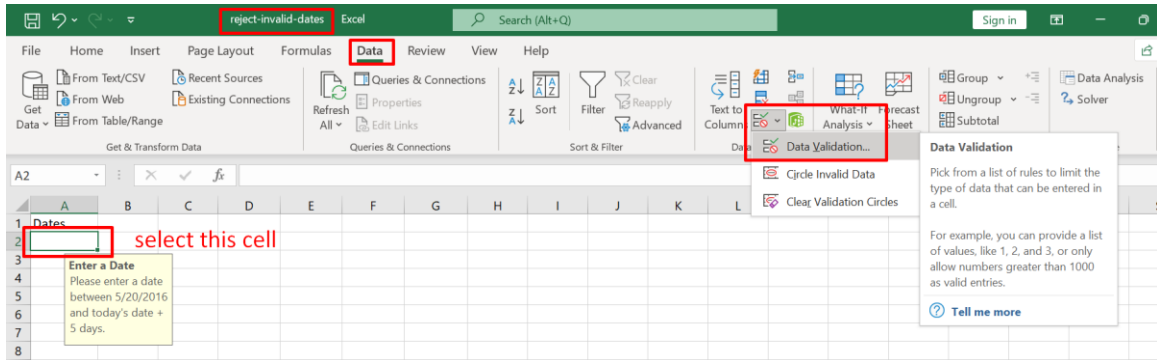 reject-invalid-dates Excel
Search (Alt+Q)
Sign in
File Home Insert Page Layout Formulas Data Review View Help
Get Data
From Text/CSV
From Web
From Table/Range
Recent Sources
Existing Connections
Get & Transform Data
Refresh All
Queries & Connections
Properties
Edit Links
Queries & Connections
Sort
Filter
Clear
Reapply
Advanced
Sort & Filter
Text to
Column
Da
What-If Analysis
Forecast
Sheet
Group
Ungroup
Subtotal
Data Analysis
Solver
Data Validation...
Circle Invalid Data
Clear Validation Circles
Data Validation
Pick from a list of rules to limit the
type of data that can be entered in
a cell.
For example, you can provide a list
of values, like 1, 2, and 3, or only
allow numbers greater than 1000
as valid entries.
Tell me more
A2
fx
A B C D E F G H I J K L
1 Dates
2
select this cell
3
4
5
6
7
8
Enter a Date
Please enter a date
between 5/20/2016
and today's date +
5 days.